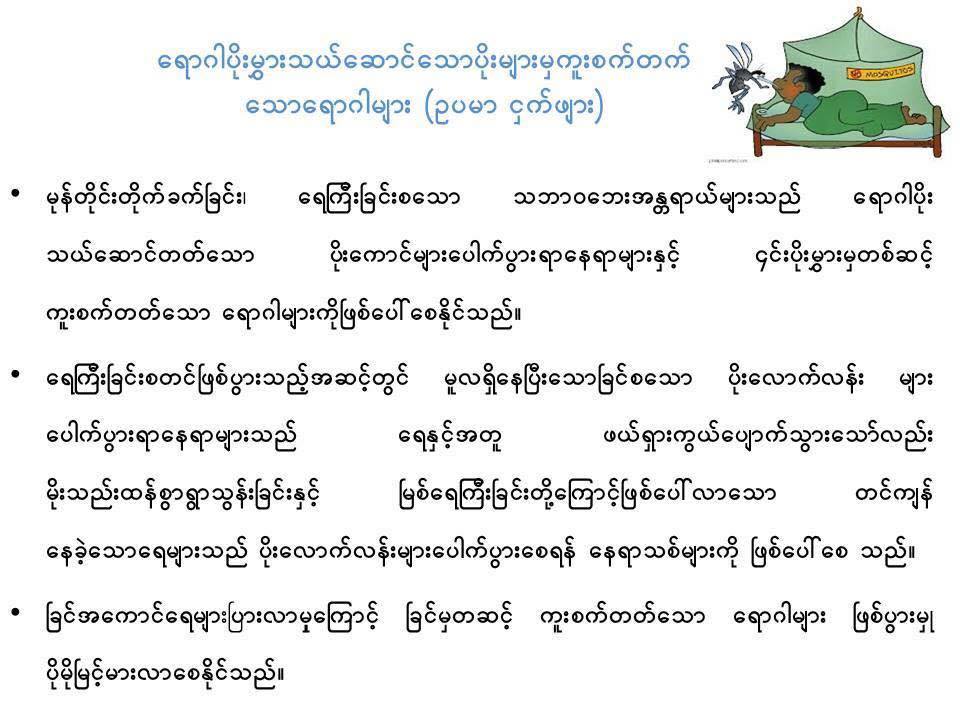 ရောဂါပိုးမွှားသယ်ဆောင်သောပိုးများမှကူးစက်တက်
သောရောဂါများ (ဥပမာ ငှက်ဖျား)
MOSQUITOS
• မုန်တိုင်းတိုက်ခက်ခြင်း၊ ရေကြီးခြင်းစသော သဘာဝဘေးအန္တရာယ်များသည် ရောဂါပိုး
သယ်ဆောင်တတ်သော ပိုးကောင်များပေါက်ပွားရာနေရာများနှင့် ၄င်းပိုးမွှားမှတစ်ဆင့်
ကူးစက်တတ်သော ရောဂါများကိုဖြစ်ပေါ်စေနိုင်သည်။
• ရေကြီးခြင်းစတင်ဖြစ်ပွားသည့်အဆင့်တွင် မူလရှိနေပြီးသောခြင်စသော ပိုးလောက်လန်း များ
ပေါက်ပွားရာနေရာများသည် ရေနှင့်အတူ ဖယ်ရှားကွယ်ပျောက်သွားသော်လည်း
မိုးသည်းထန်စွာရွာသွန်းခြင်းနှင့် မြစ်ရေကြီးခြင်းတို့ကြောင့်ဖြစ်ပေါ်လာသော တင်ကျန်
နေခဲ့သောရေများသည် ပိုးလောက်လန်းများပေါက်ပွားစေရန် နေရာသစ်များကို ဖြစ်ပေါ်စေ သည်။
• ခြင်အကောင်ရေများပြားလာမှုကြောင့် ခြင်မှတဆင့် ကူးစက်တတ်သော ရောဂါများ ဖြစ်ပွားမှု
ပိုမိုမြင့်မားလာစေနိုင်သည်။